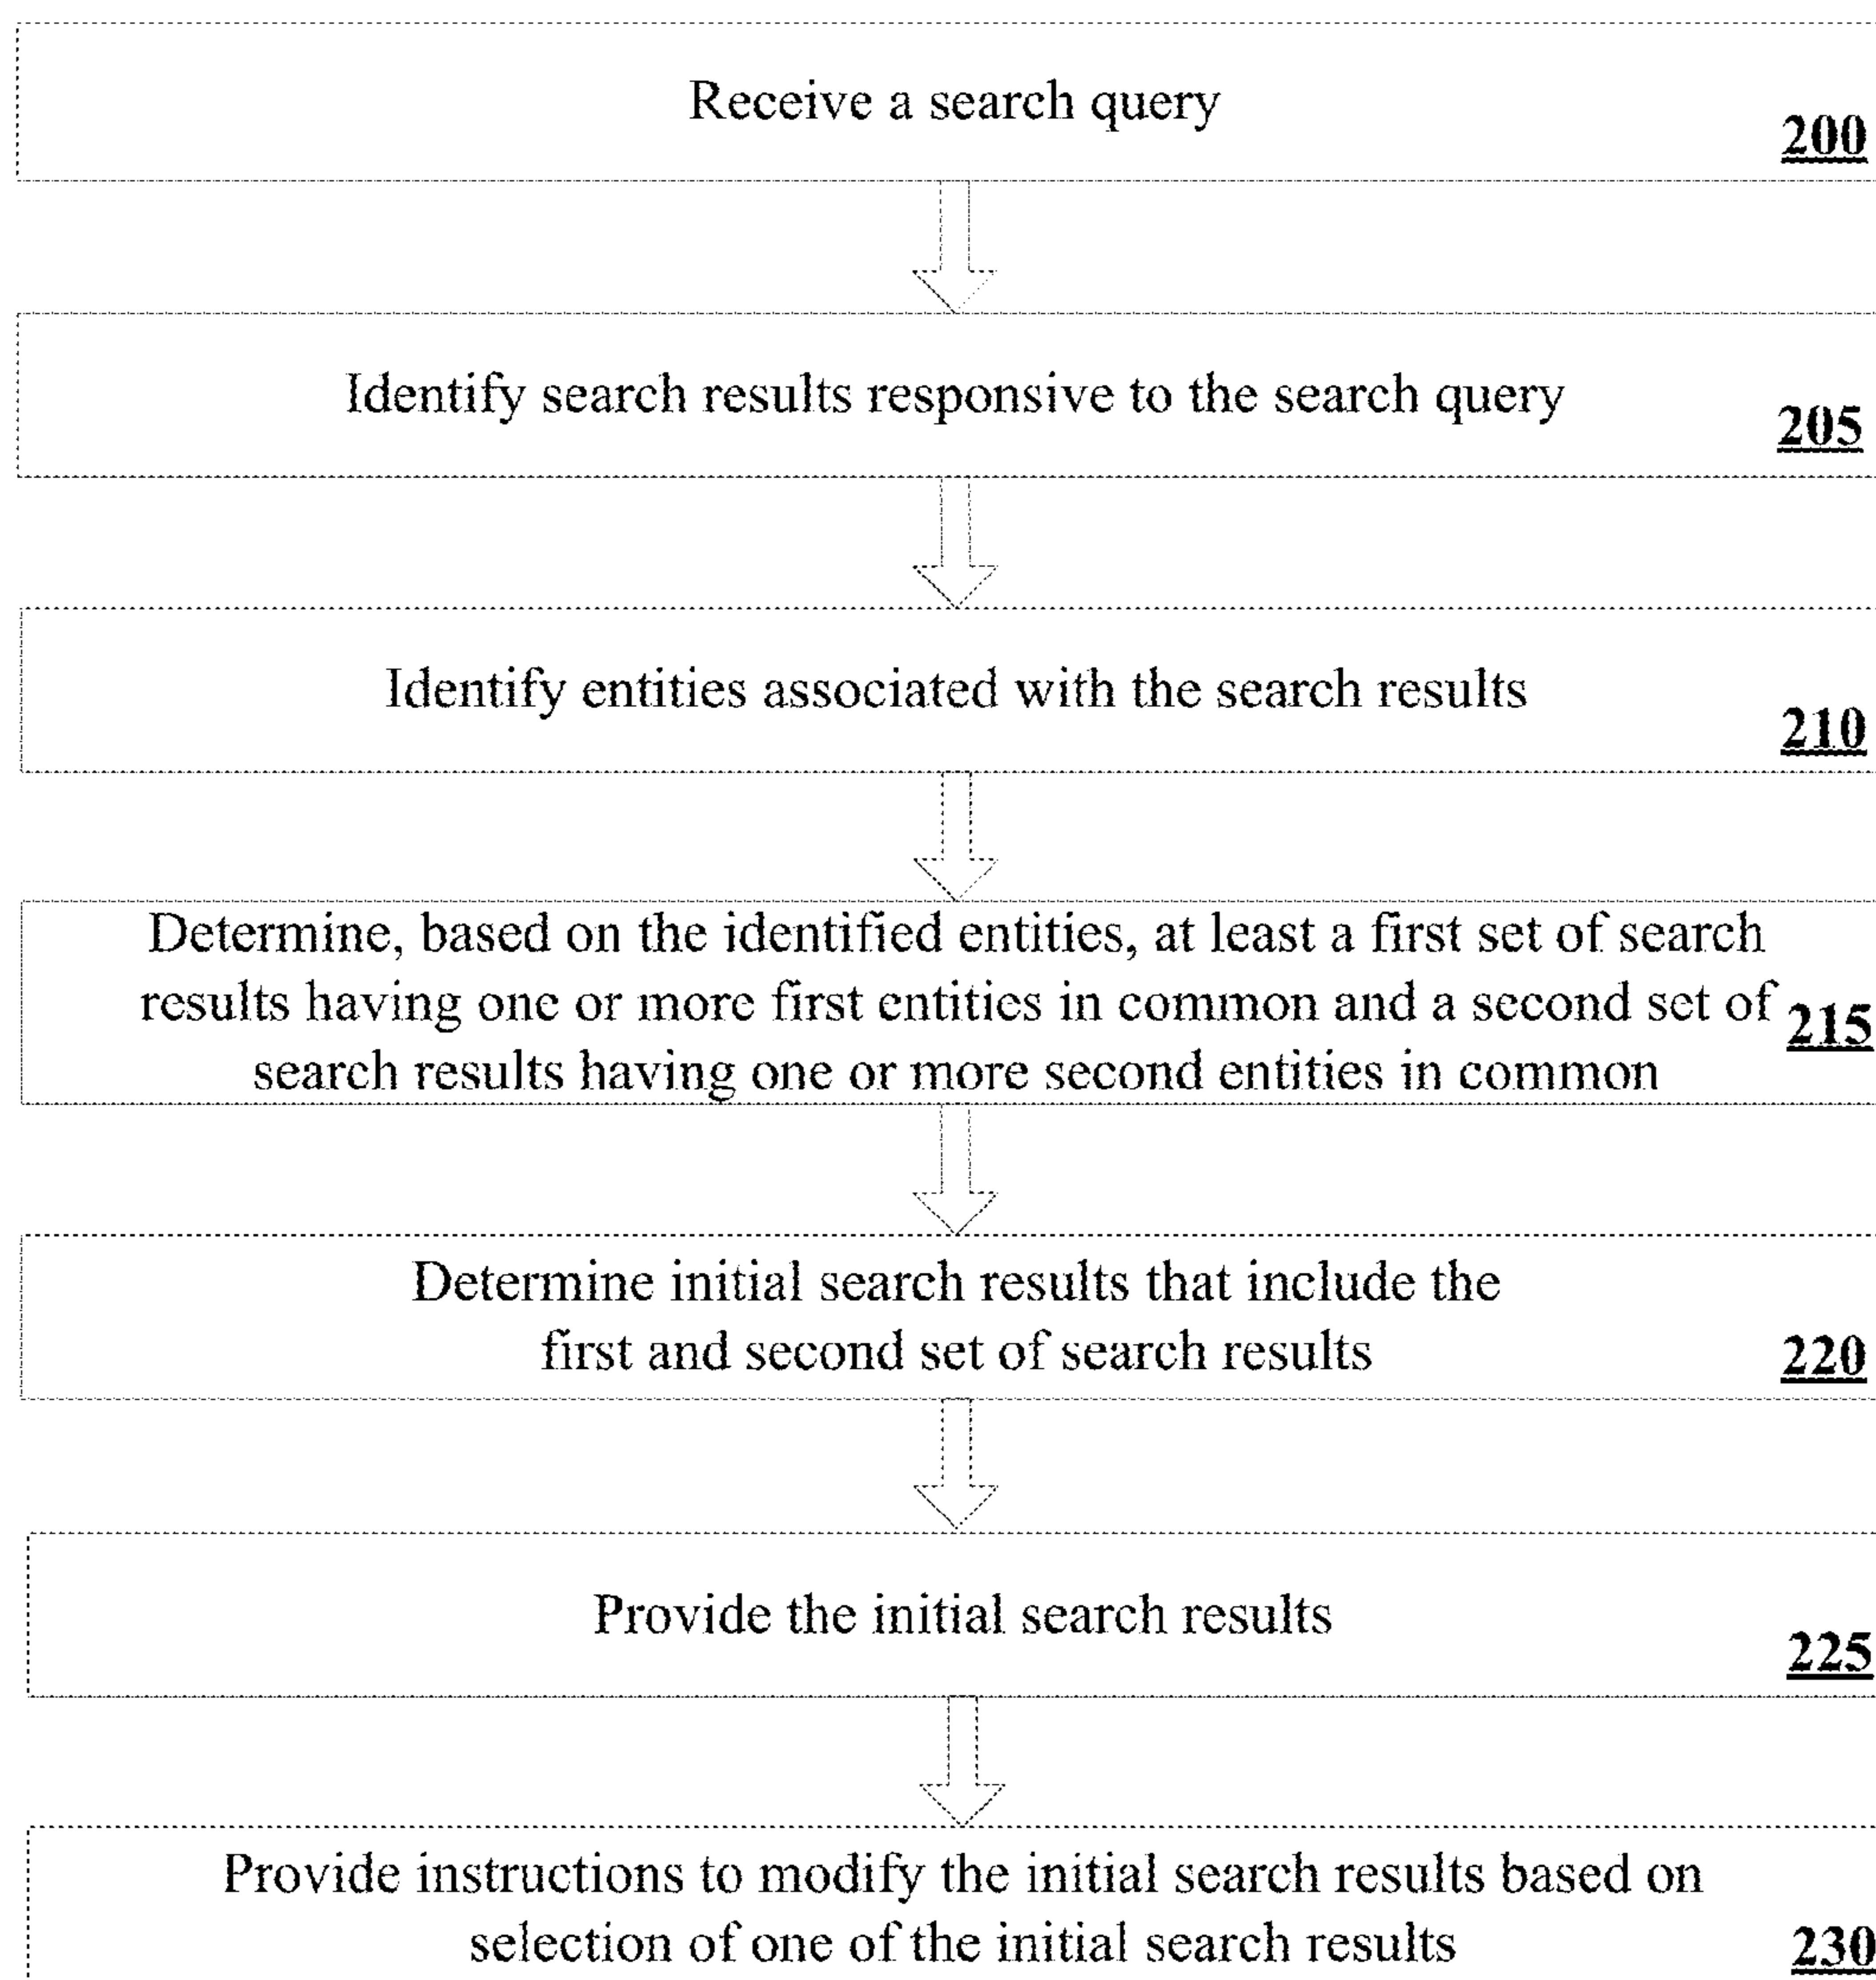 Receive a search query
200
Identify search results responsive to the search query
205
Identify entities associated with the search results
210
Determine, based on the identified entities, at least a first set of search
results having one or more first entities in common and a second set of
215
search results having one or more second entities in common
Determine initial search results that include the
first and second set of search results
220
Provide the initial search results
225
Provide instructions to modify the initial search results based on
selection of one of the initial search results
230